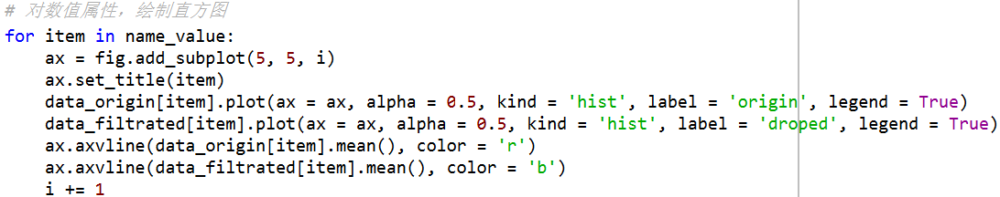 # 对数值属性，绘制直方图
for item in name_value:
    ax = fig.add_subplot(5, 5, i)
    ax.set_title(item)
    data_origin[item].plot(ax = ax, alpha = 0.5, kind = 'hist', label = 'origin', legend = True)
    data_filtrated[item].plot(ax = ax, alpha = 0.5, kind = 'hist', label = 'droped', legend = True)
    ax.axvline(data_origin[item].mean(), color = 'r')
    ax.axvline(data_filtrated[item].mean(), color = 'b')
    i += 1